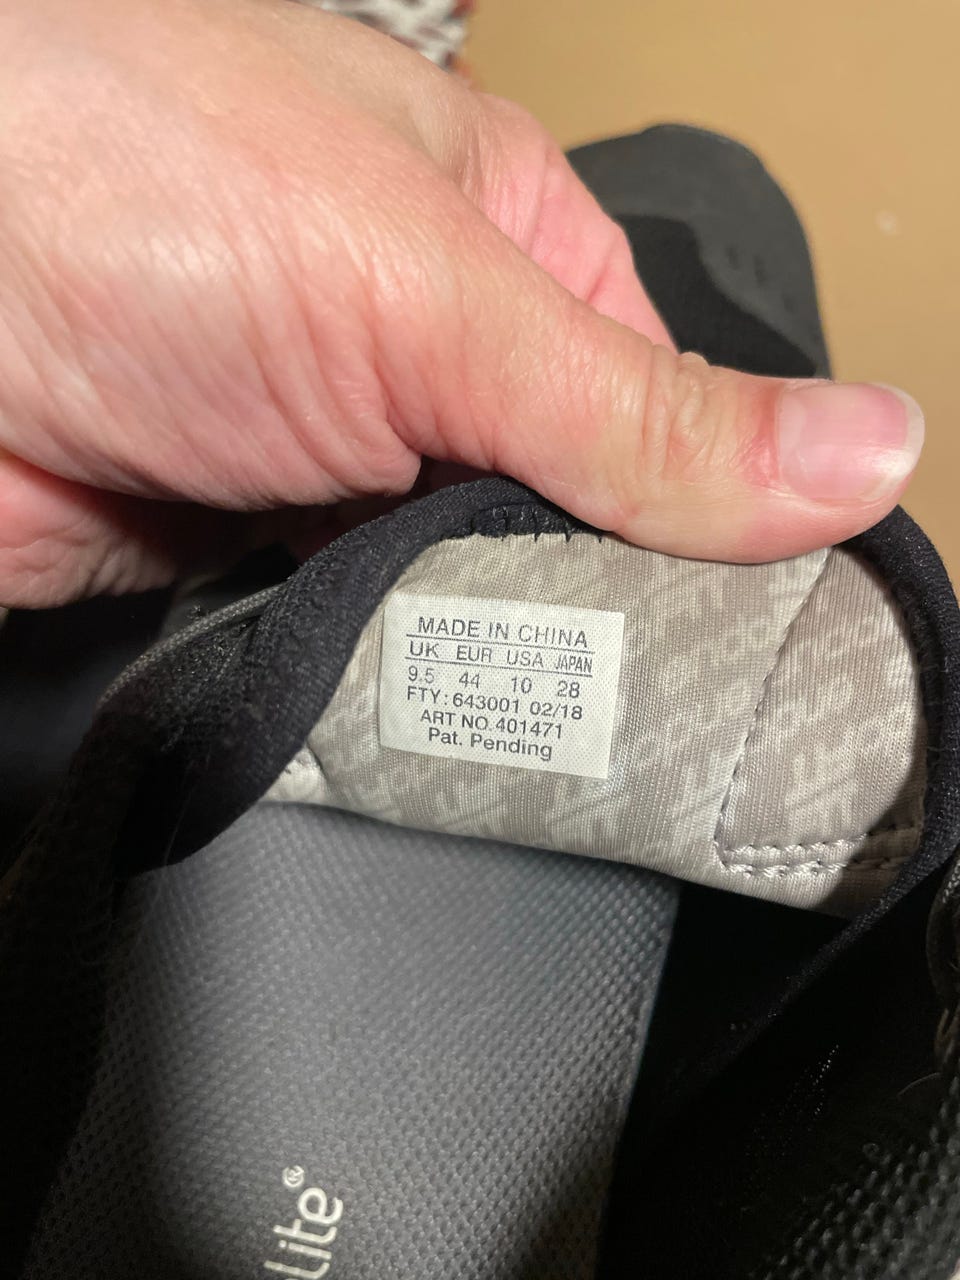 MADE IN CHINA
UK EUR USA JAPAN
9.5 44 10 28
FTY: 643001 02/18
ART NO. 401471
Pat. Pending
lite®